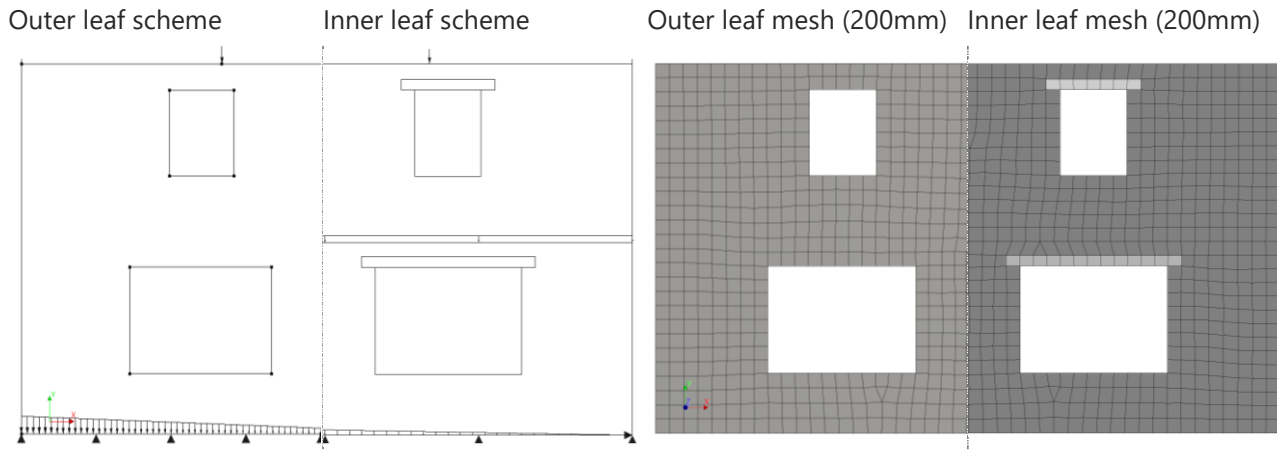 Outer leaf scheme
Inner leaf scheme
Outer leaf mesh (200mm)
Inner leaf mesh (200mm)
Y
X
Z
X